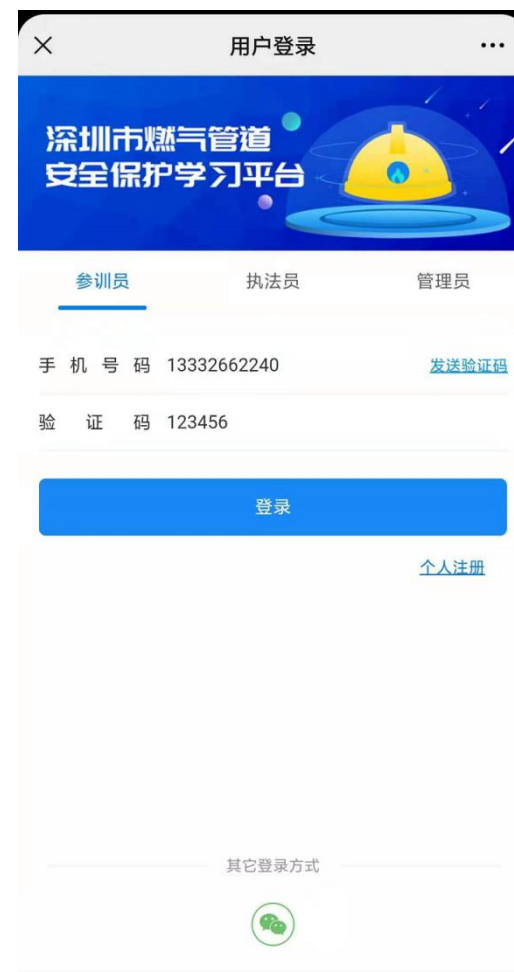 用户登录
深圳市燃气管道
安全保护学习平台
参训员 执法员 管理员
手机号码 13332662240 发送验证码
验证码 123456
登录
个人注册
其它登录方式